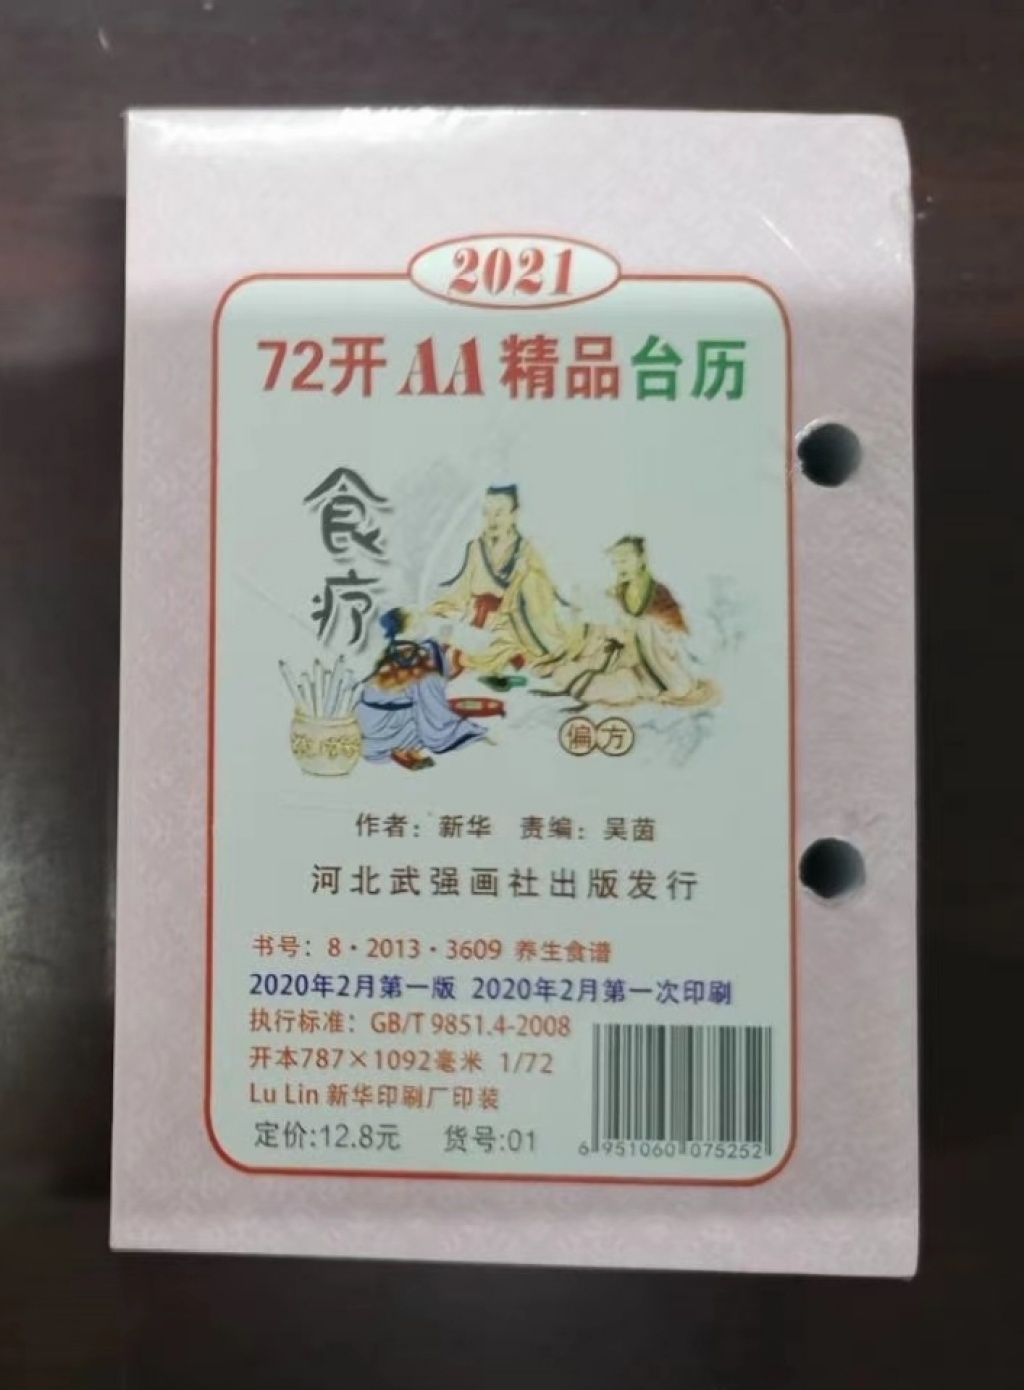 2021
72开AA精品台历
食疗
偏方
作者：新华 责编：吴茵
河北武强画社出版发行
书号：8·2013·3609 养生食谱
2020年2月第一版 2020年2月第一次印刷
执行标准：GB/T 9851.4-2008
开本787×1092毫米 1/72
Lu Lin 新华印刷厂印装
定价:12.8元 货号:01
6 951060 075252